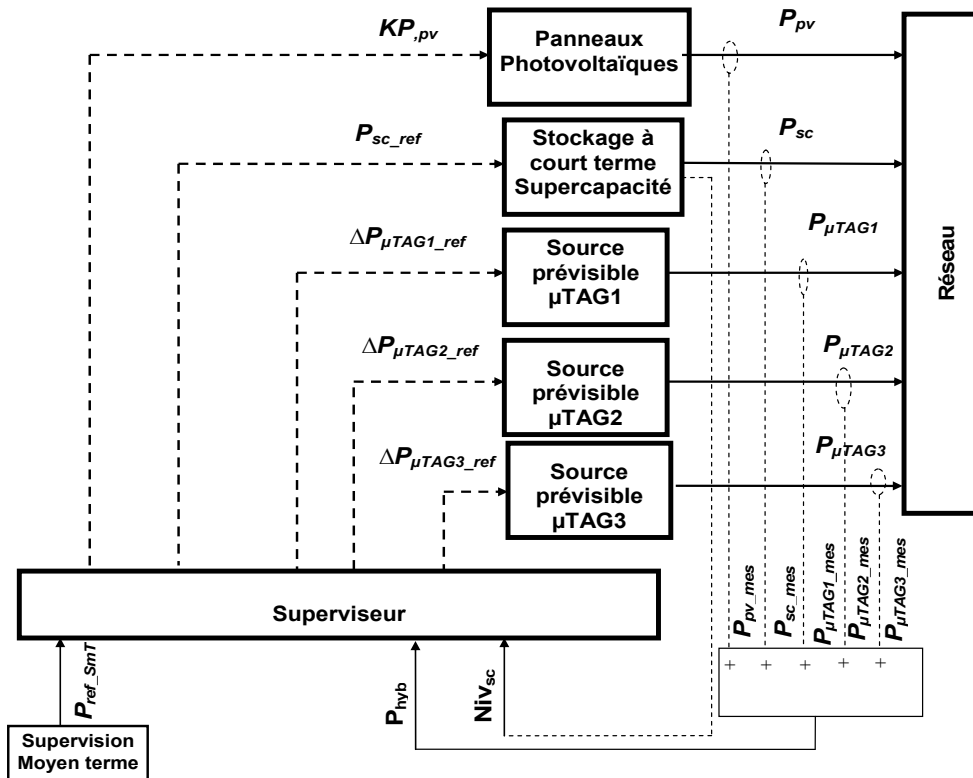 KP,pv
Panneaux
Photovoltaïques
Ppv
Psc_ref
Stockage à
court terme
Supercapacité
Psc
ΔPµTAG1_ref
Source
prévisible
µTAG1
PµTAG1
ΔPµTAG2_ref
Source
prévisible
µTAG2
PµTAG2
ΔPµTAG3_ref
Source
prévisible
µTAG3
PµTAG3
Réseau
Superviseur
Ppv_mes
Psc_mes
PµTAG1_mes
PµTAG2_mes
PµTAG3_mes
+ + + + +
Pref_SmT
Phyb
Nivsc
Supervision
Moyen terme